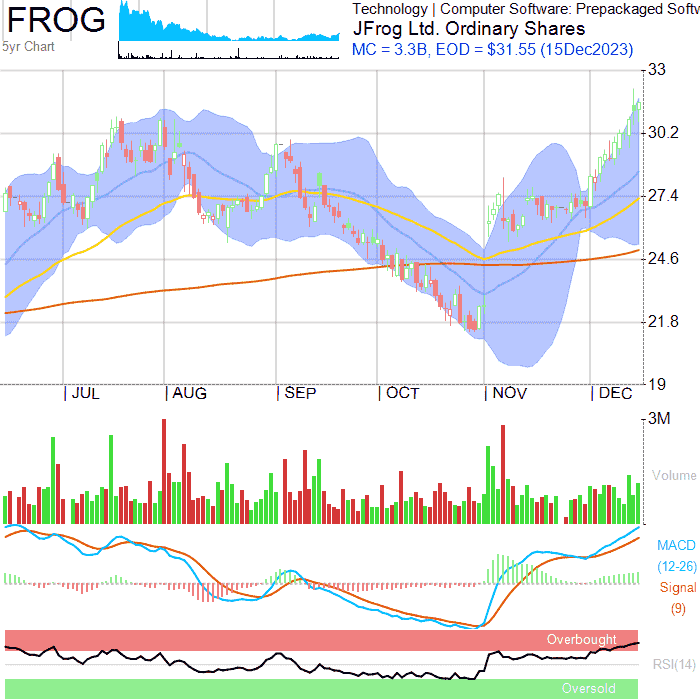 FROG
5yr Chart
Technology | Computer Software: Prepackaged Softw
JFrog Ltd. Ordinary Shares
MC = 3.3B, EOD = $31.55 (15Dec2023)
33
30.2
27.4
24.6
21.8
19
| JUL | AUG | SEP | OCT | NOV | DEC
3M
Volume
MACD
(12-26)
Signal
(9)
Overbought
RSI(14)
Oversold